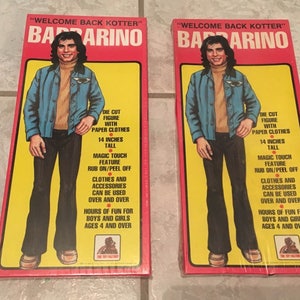 "WELCOME BACK KOTTER"
BARBARINO
DIE CUT
FIGURE
WITH
PAPER CLOTHES
14 INCHES
TALL
MAGIC TOUCH
FEATURE
RUB ON/PEEL OFF
CLOTHES AND
ACCESSORIES
CAN BE USED
OVER AND OVER
HOURS OF FUN FOR
BOYS AND GIRLS
AGES 4 AND OVER
"WELCOME BACK KOTTER"
BARBARINO
DIE CUT
FIGURE
WITH
PAPER CLOTHES
14 INCHES
TALL
MAGIC TOUCH
FEATURE
RUB ON/PEEL OFF
CLOTHES AND
ACCESSORIES
CAN BE USED
OVER AND OVER
HOURS OF FUN FOR
BOYS AND GIRLS
AGES 4 AND OVER